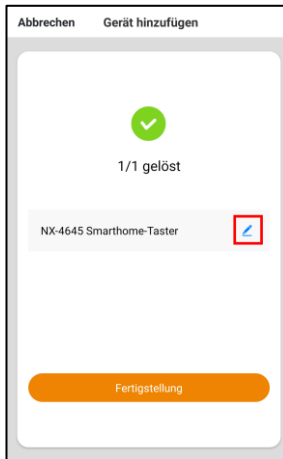 Abbrechen Gerät hinzufügen
1/1 gelöst
NX-4645 Smarthome-Taster
Fertigstellung